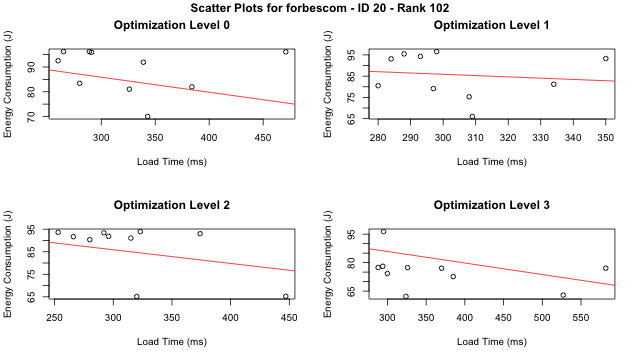 Scatter Plots for forbescom - ID 20 - Rank 102
Optimization Level 0
Energy Consumption (J)
70 80 90
300 350 400 450
Load Time (ms)
Optimization Level 1
Energy Consumption (J)
65 75 85 95
280 290 300 310 320 330 340 350
Load Time (ms)
Optimization Level 2
Energy Consumption (J)
65 75 85 95
250 300 350 400 450
Load Time (ms)
Optimization Level 3
Energy Consumption (J)
65 80 95
300 350 400 450 500 550
Load Time (ms)